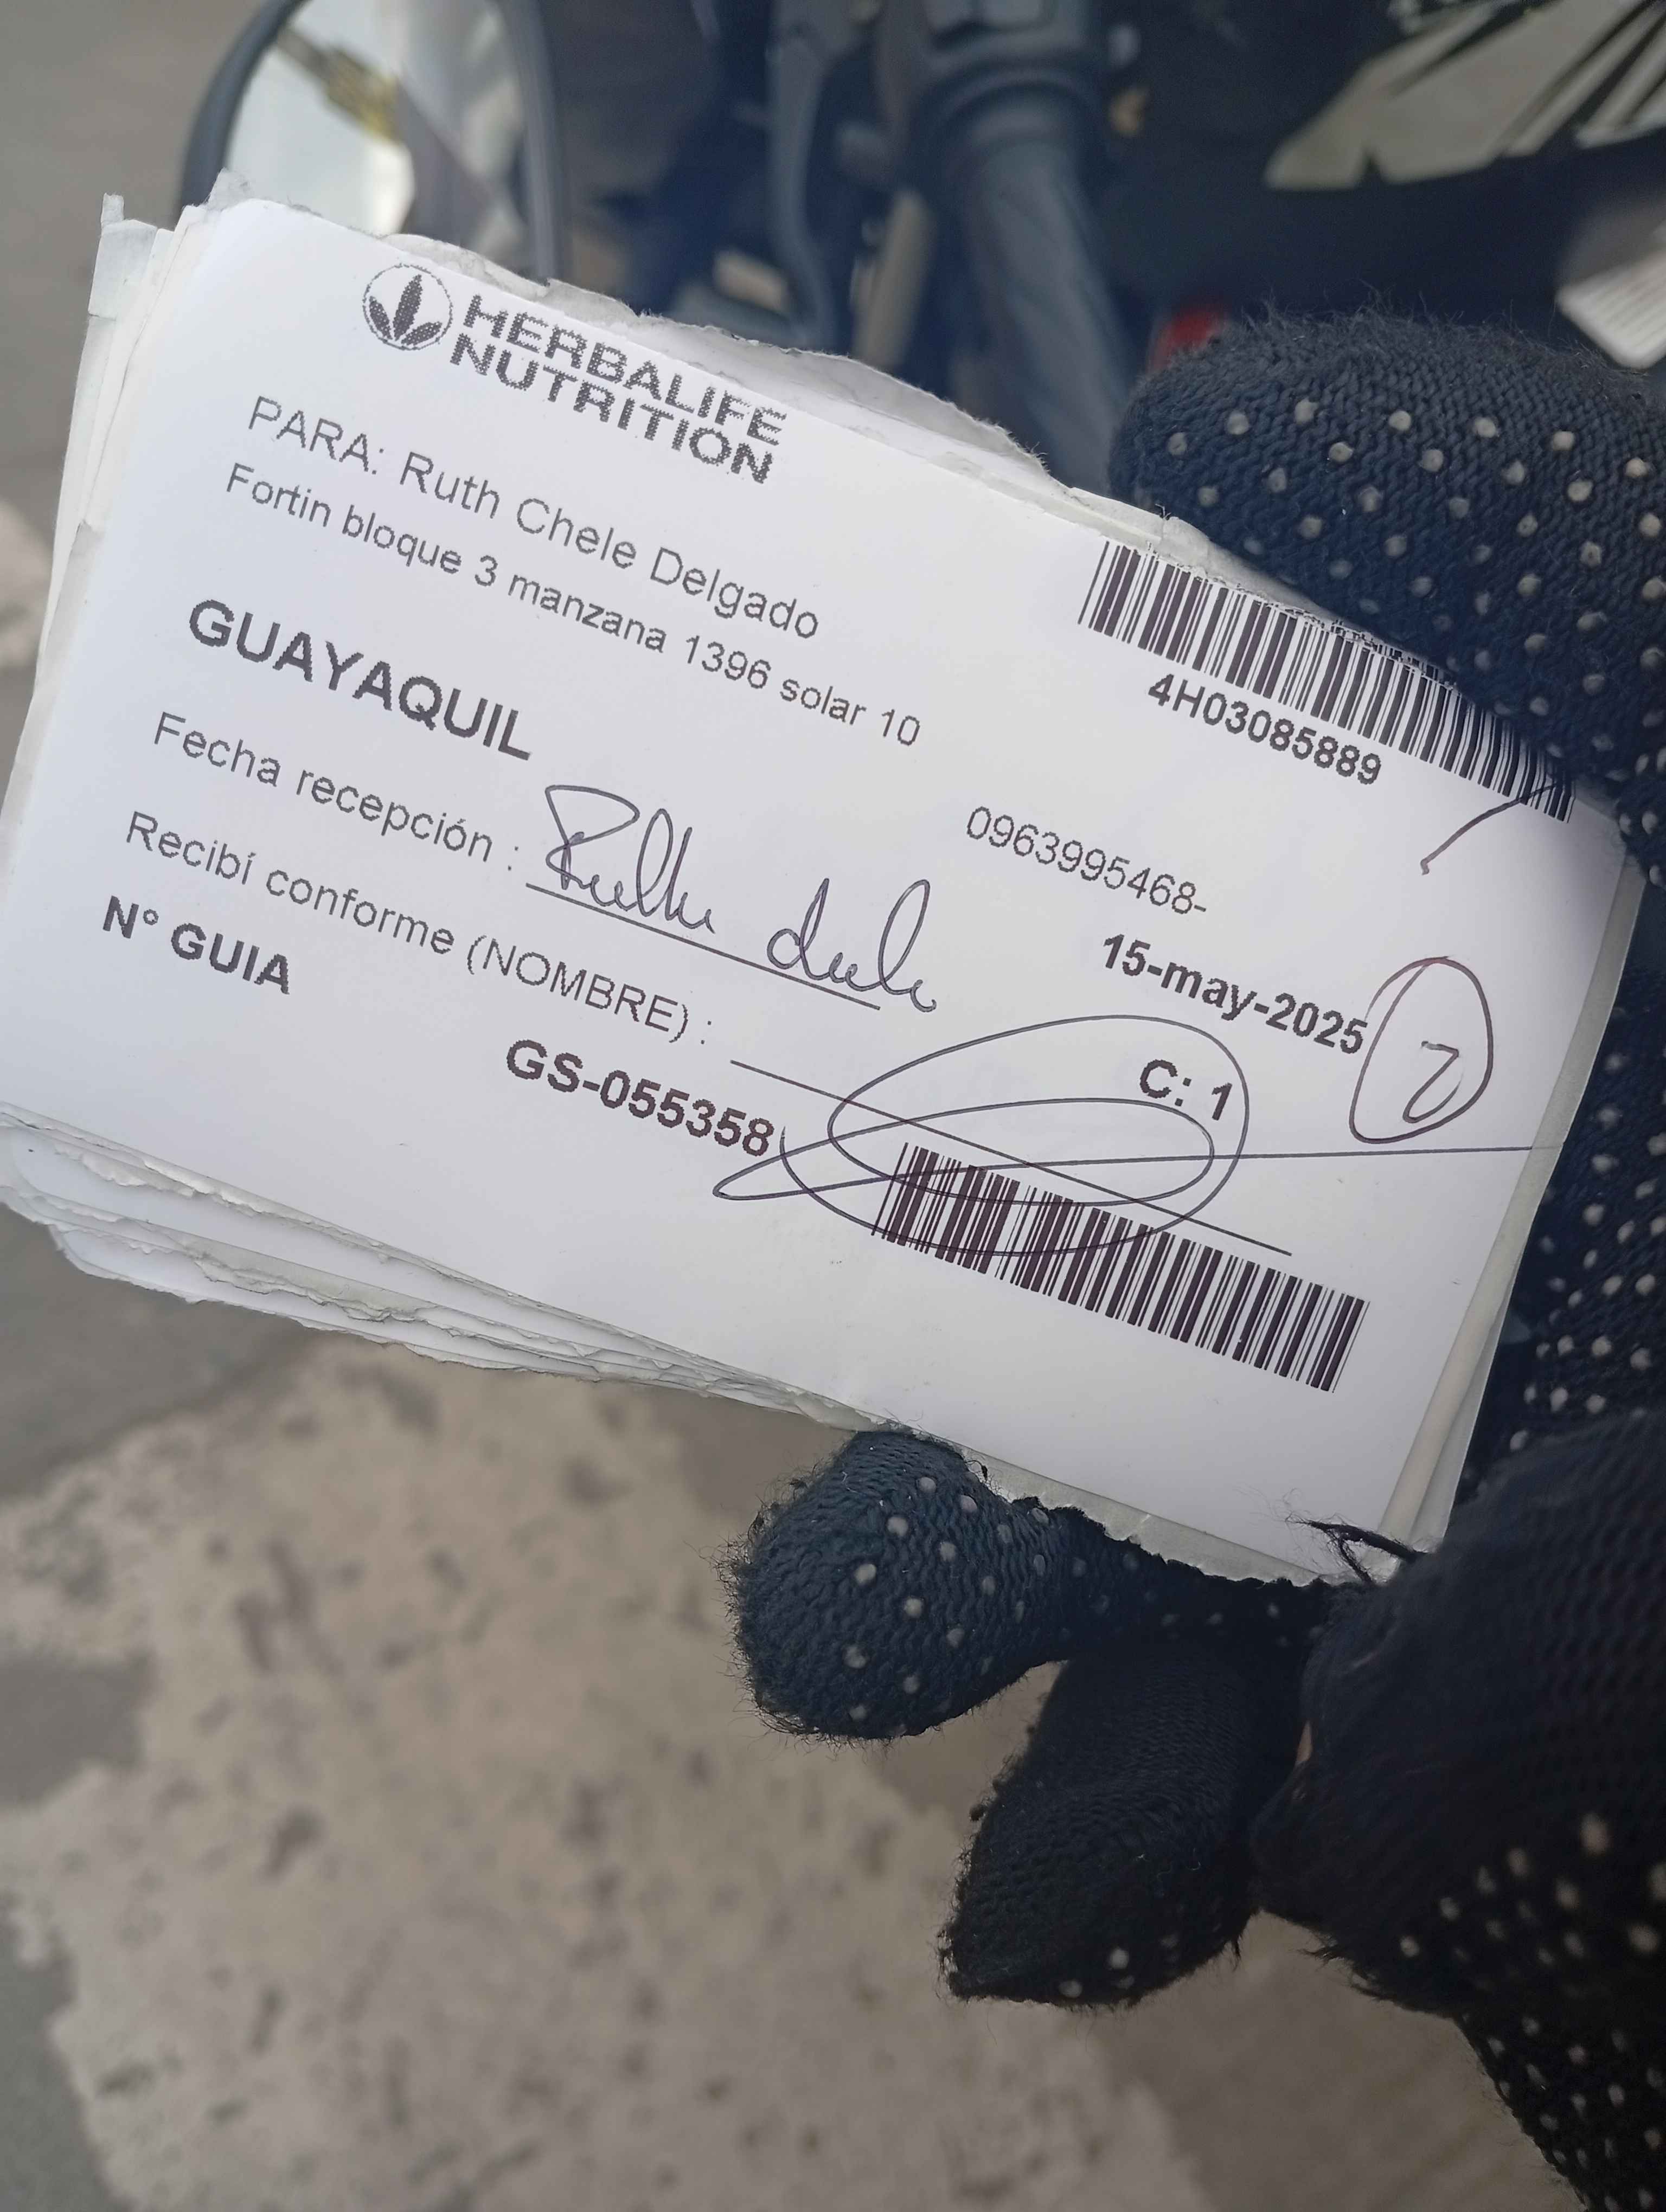 HERBALIFE
NUTRITION
PARA: Ruth Chele Delgado
Fortin bloque 3 manzana 1396 solar 10
4H03085889
GUAYAQUIL
0963995468-
Fecha recepción :
15-may-2025
2
Recibí conforme (NOMBRE) :
C: 1
N° GUIA
GS-055358